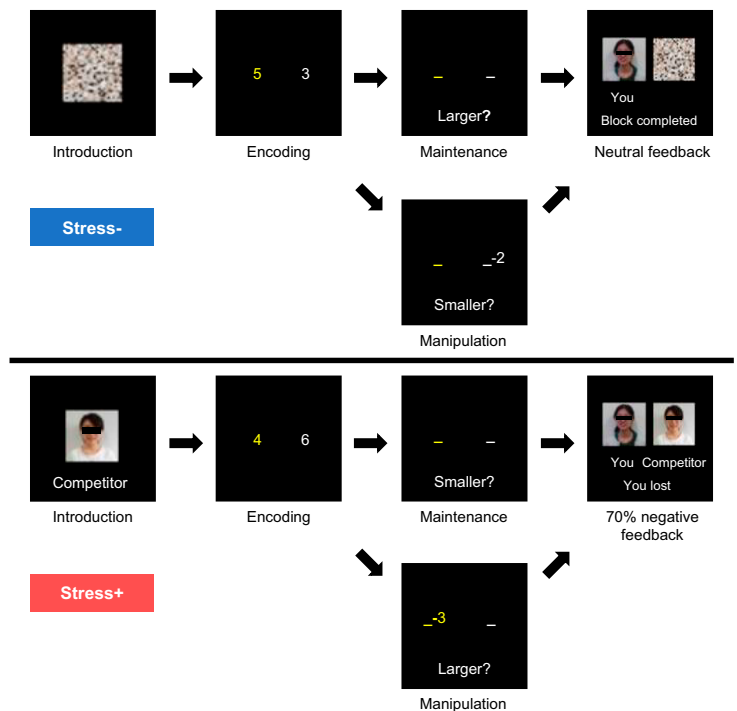 5 3
_ _
Larger?
You
Block completed
Introduction
Encoding
Maintenance
Neutral feedback
Stress-
_ _-2
Smaller?
Manipulation
Competitor
4 6
_ _
Smaller?
You Competitor
You lost
Introduction
Encoding
Maintenance
70% negative
feedback
Stress+
_-3 _
Larger?
Manipulation